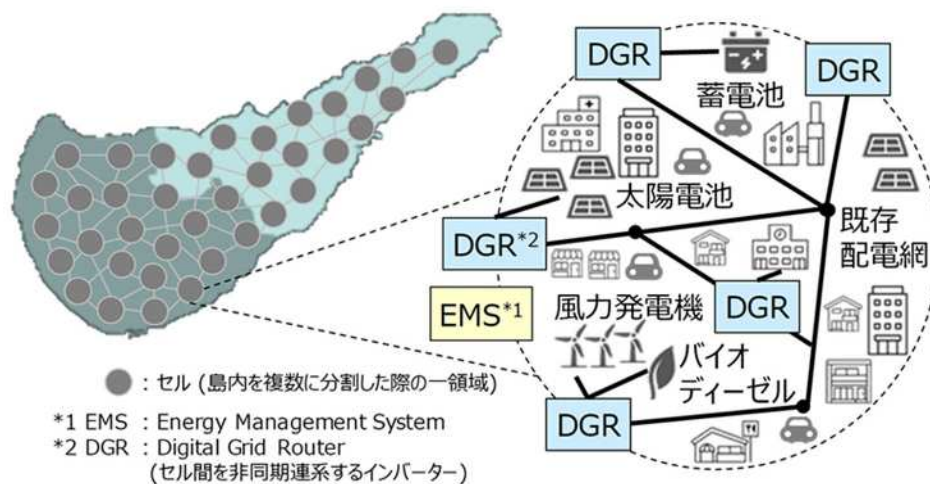 DGR
蓄電池
DGR
太陽電池
既存
配電網
DGR*2
EMS*1
風力発電機
DGR
バイオ
ディーゼル
DGR
：セル (島内を複数に分割した際の一領域)
*1 EMS ：Energy Management System
*2 DGR ：Digital Grid Router
(セル間を非同期連系するインバーター)